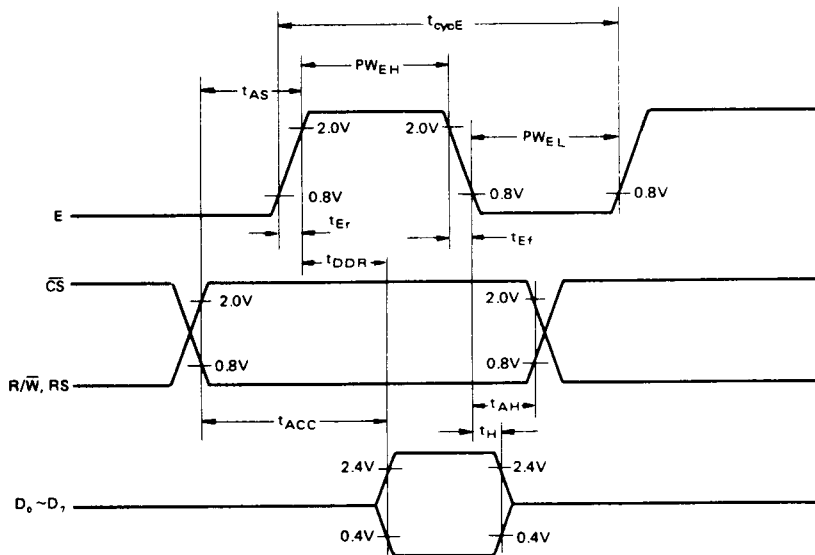 tcycE
PWEH
tAS
2.0V
2.0V
PWEL
0.8V
0.8V
0.8V
E
tEr
tEf
tDDR
CS
2.0V
2.0V
0.8V
0.8V
R/W, RS
tAH
tACC
tH
2.4V
2.4V
D₀~D₇
0.4V
0.4V